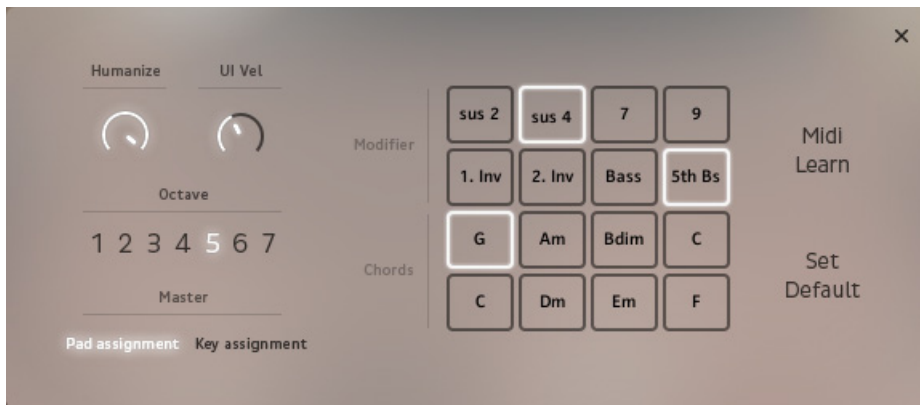 ×
Humanize UI Vel
Octave
1 2 3 4 5 6 7
Master
Pad assignment Key assignment
Modifier
sus 2 sus 4 7 9
1. Inv 2. Inv Bass 5th Bs
Chords
G Am Bdim C
C Dm Em F
Midi
Learn
Set
Default